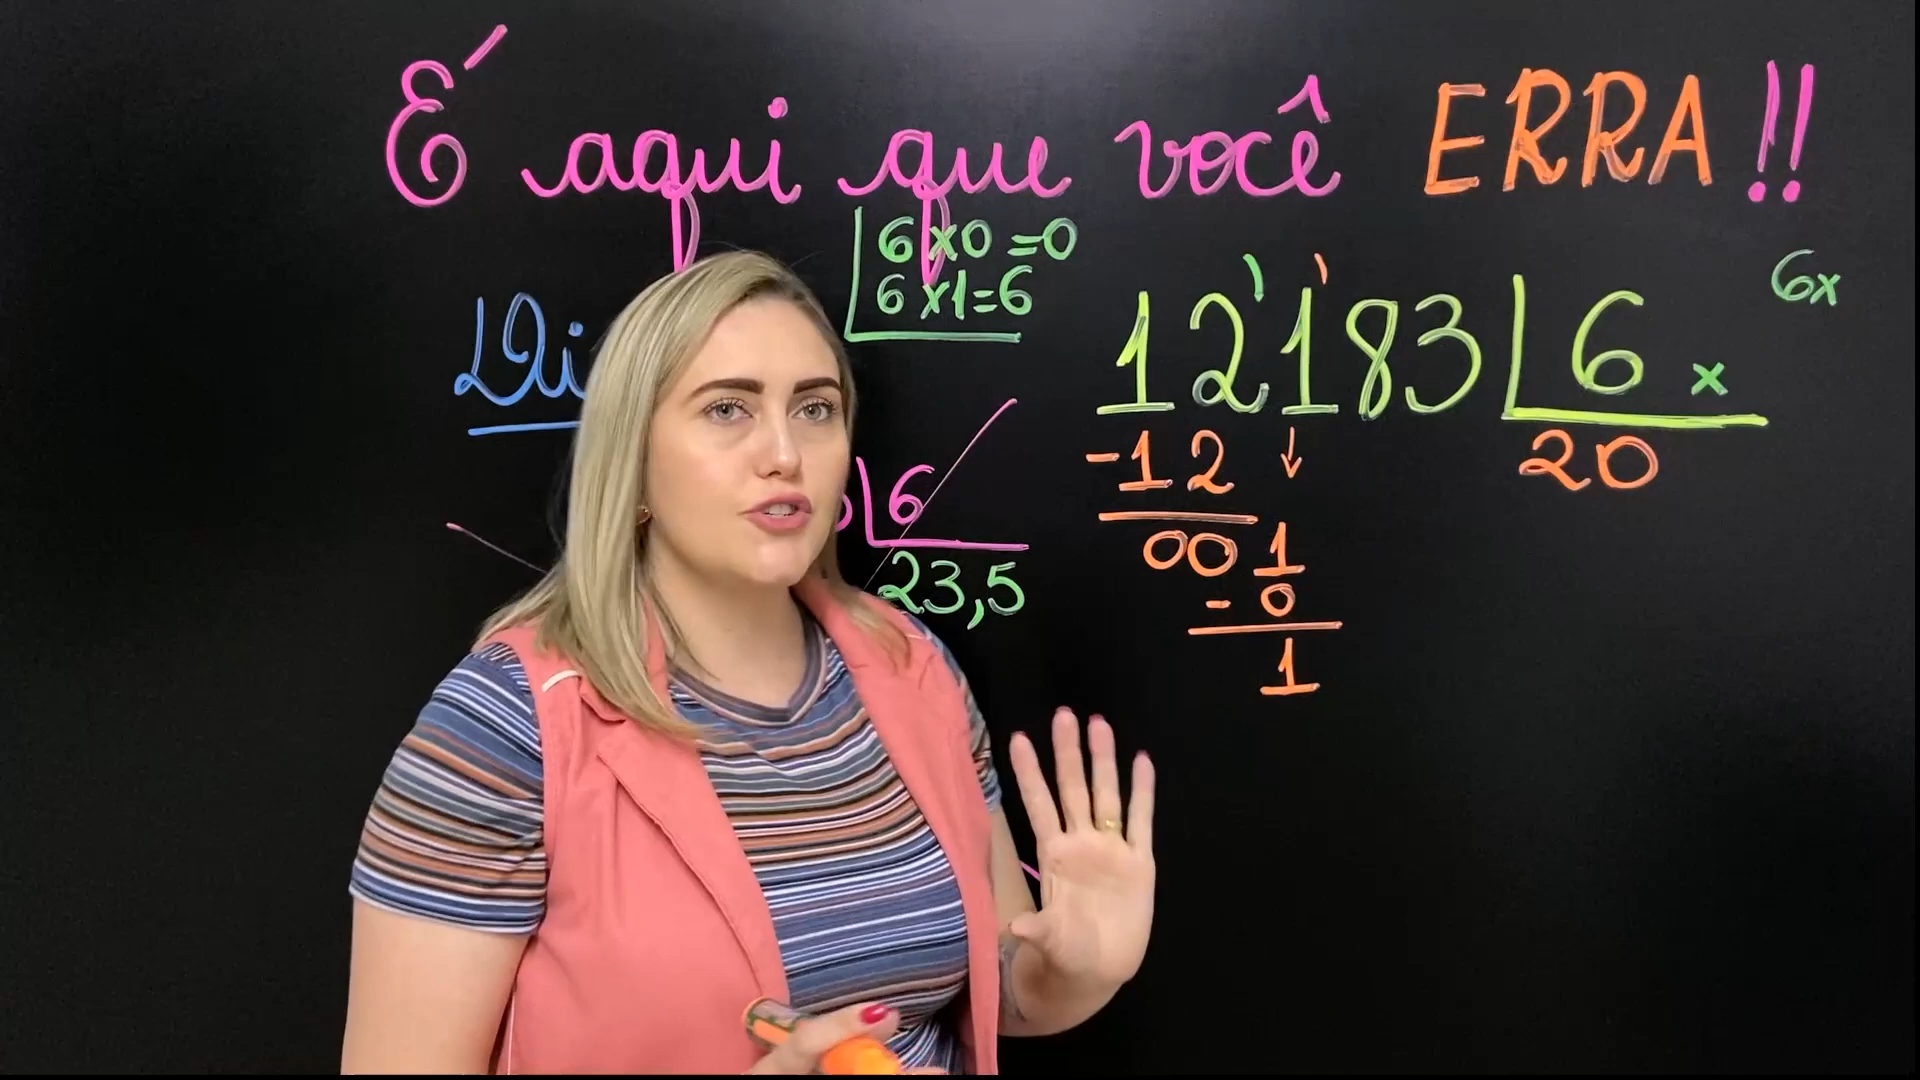 É aqui que você ERRA!!
6x0=0
6x1=6
6x
12183 6 x
-12
20
001
-0
1
6
23,5